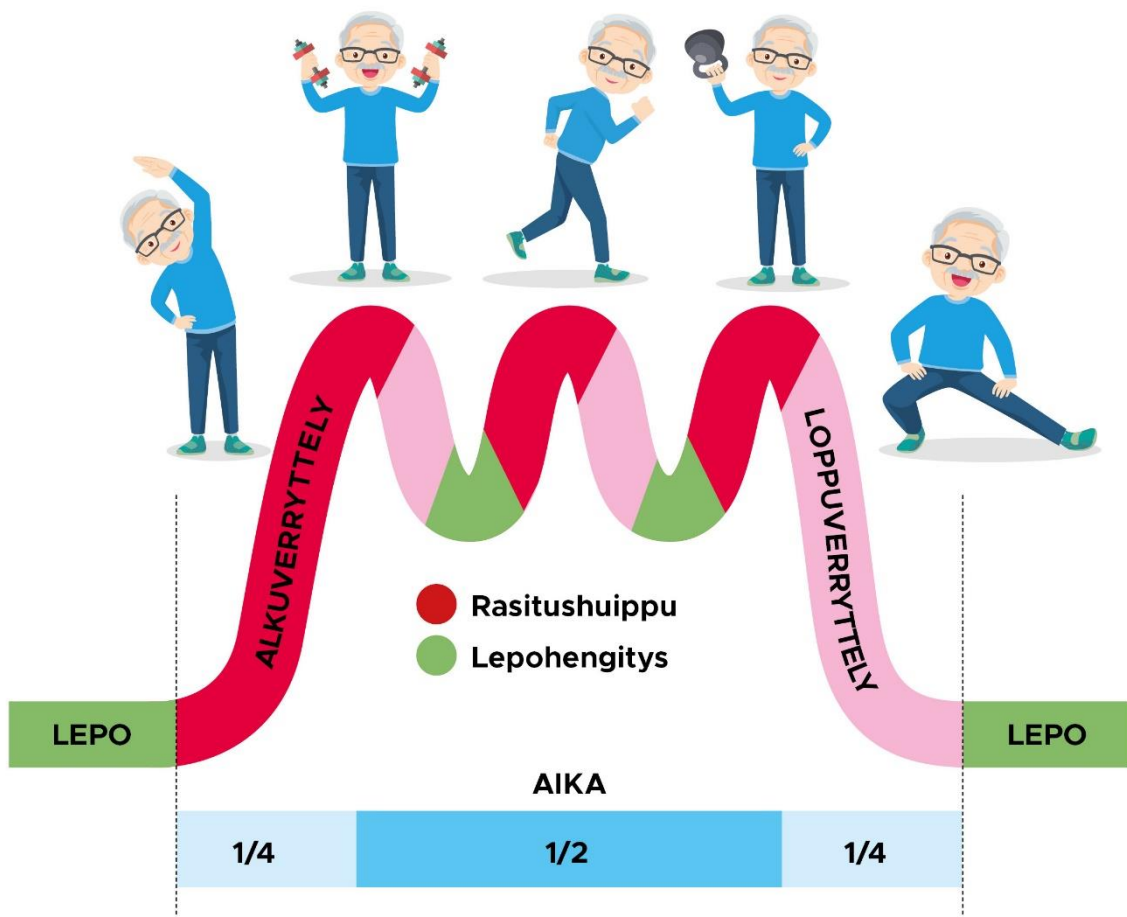 ALKUVERRYTTELY
LOPPUVERRYTTELY
Rasitushuippu
Lepohengitys
LEPO
LEPO
AIKA
1/4
1/2
1/4